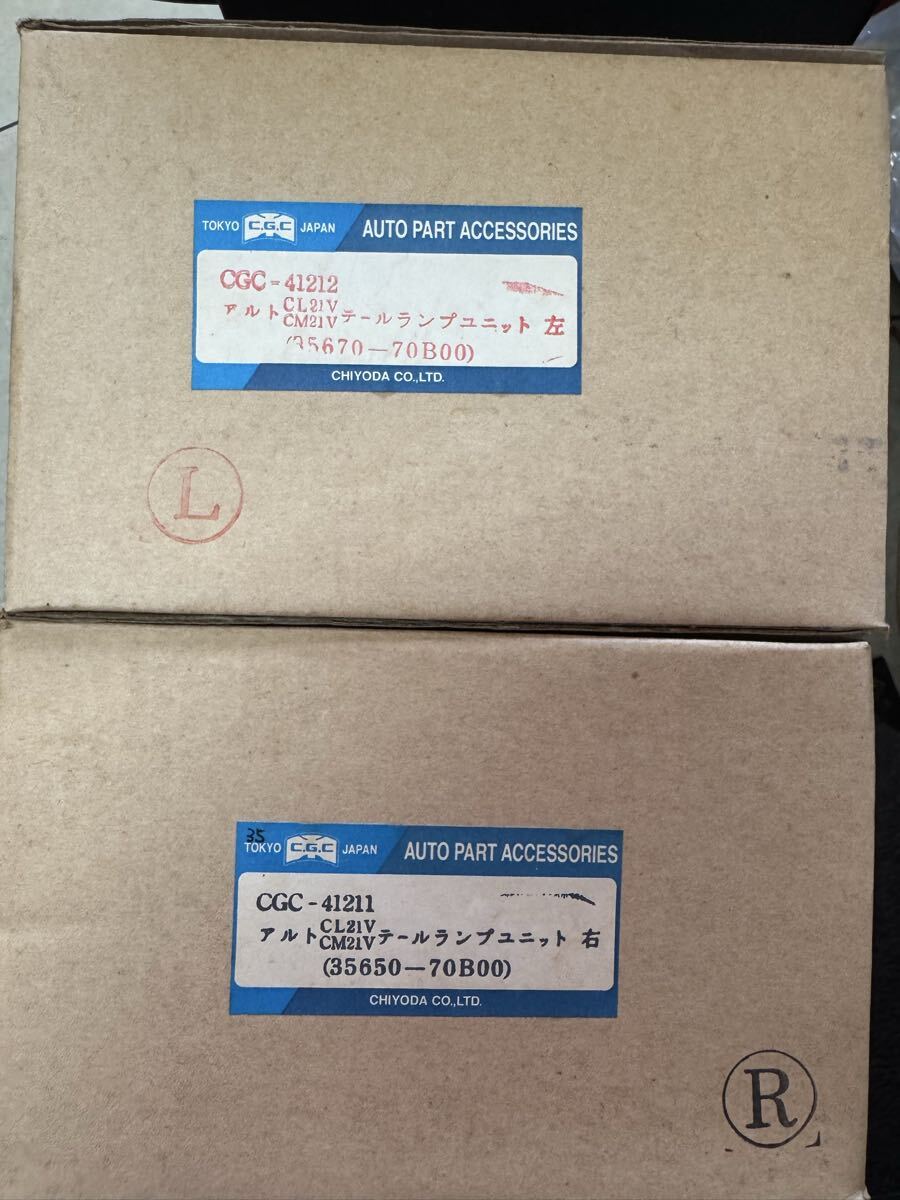 TOKYO C.G.C JAPAN AUTO PART ACCESSORIES
CGC-41212
アルト CL21V CM21V テールランプユニット 左
(35670-70B00)
CHIYODA CO.,LTD.
L
35
TOKYO C.G.C JAPAN AUTO PART ACCESSORIES
CGC-41211
アルト CL21V CM21V テールランプユニット 右
(35650-70B00)
CHIYODA CO.,LTD.
R